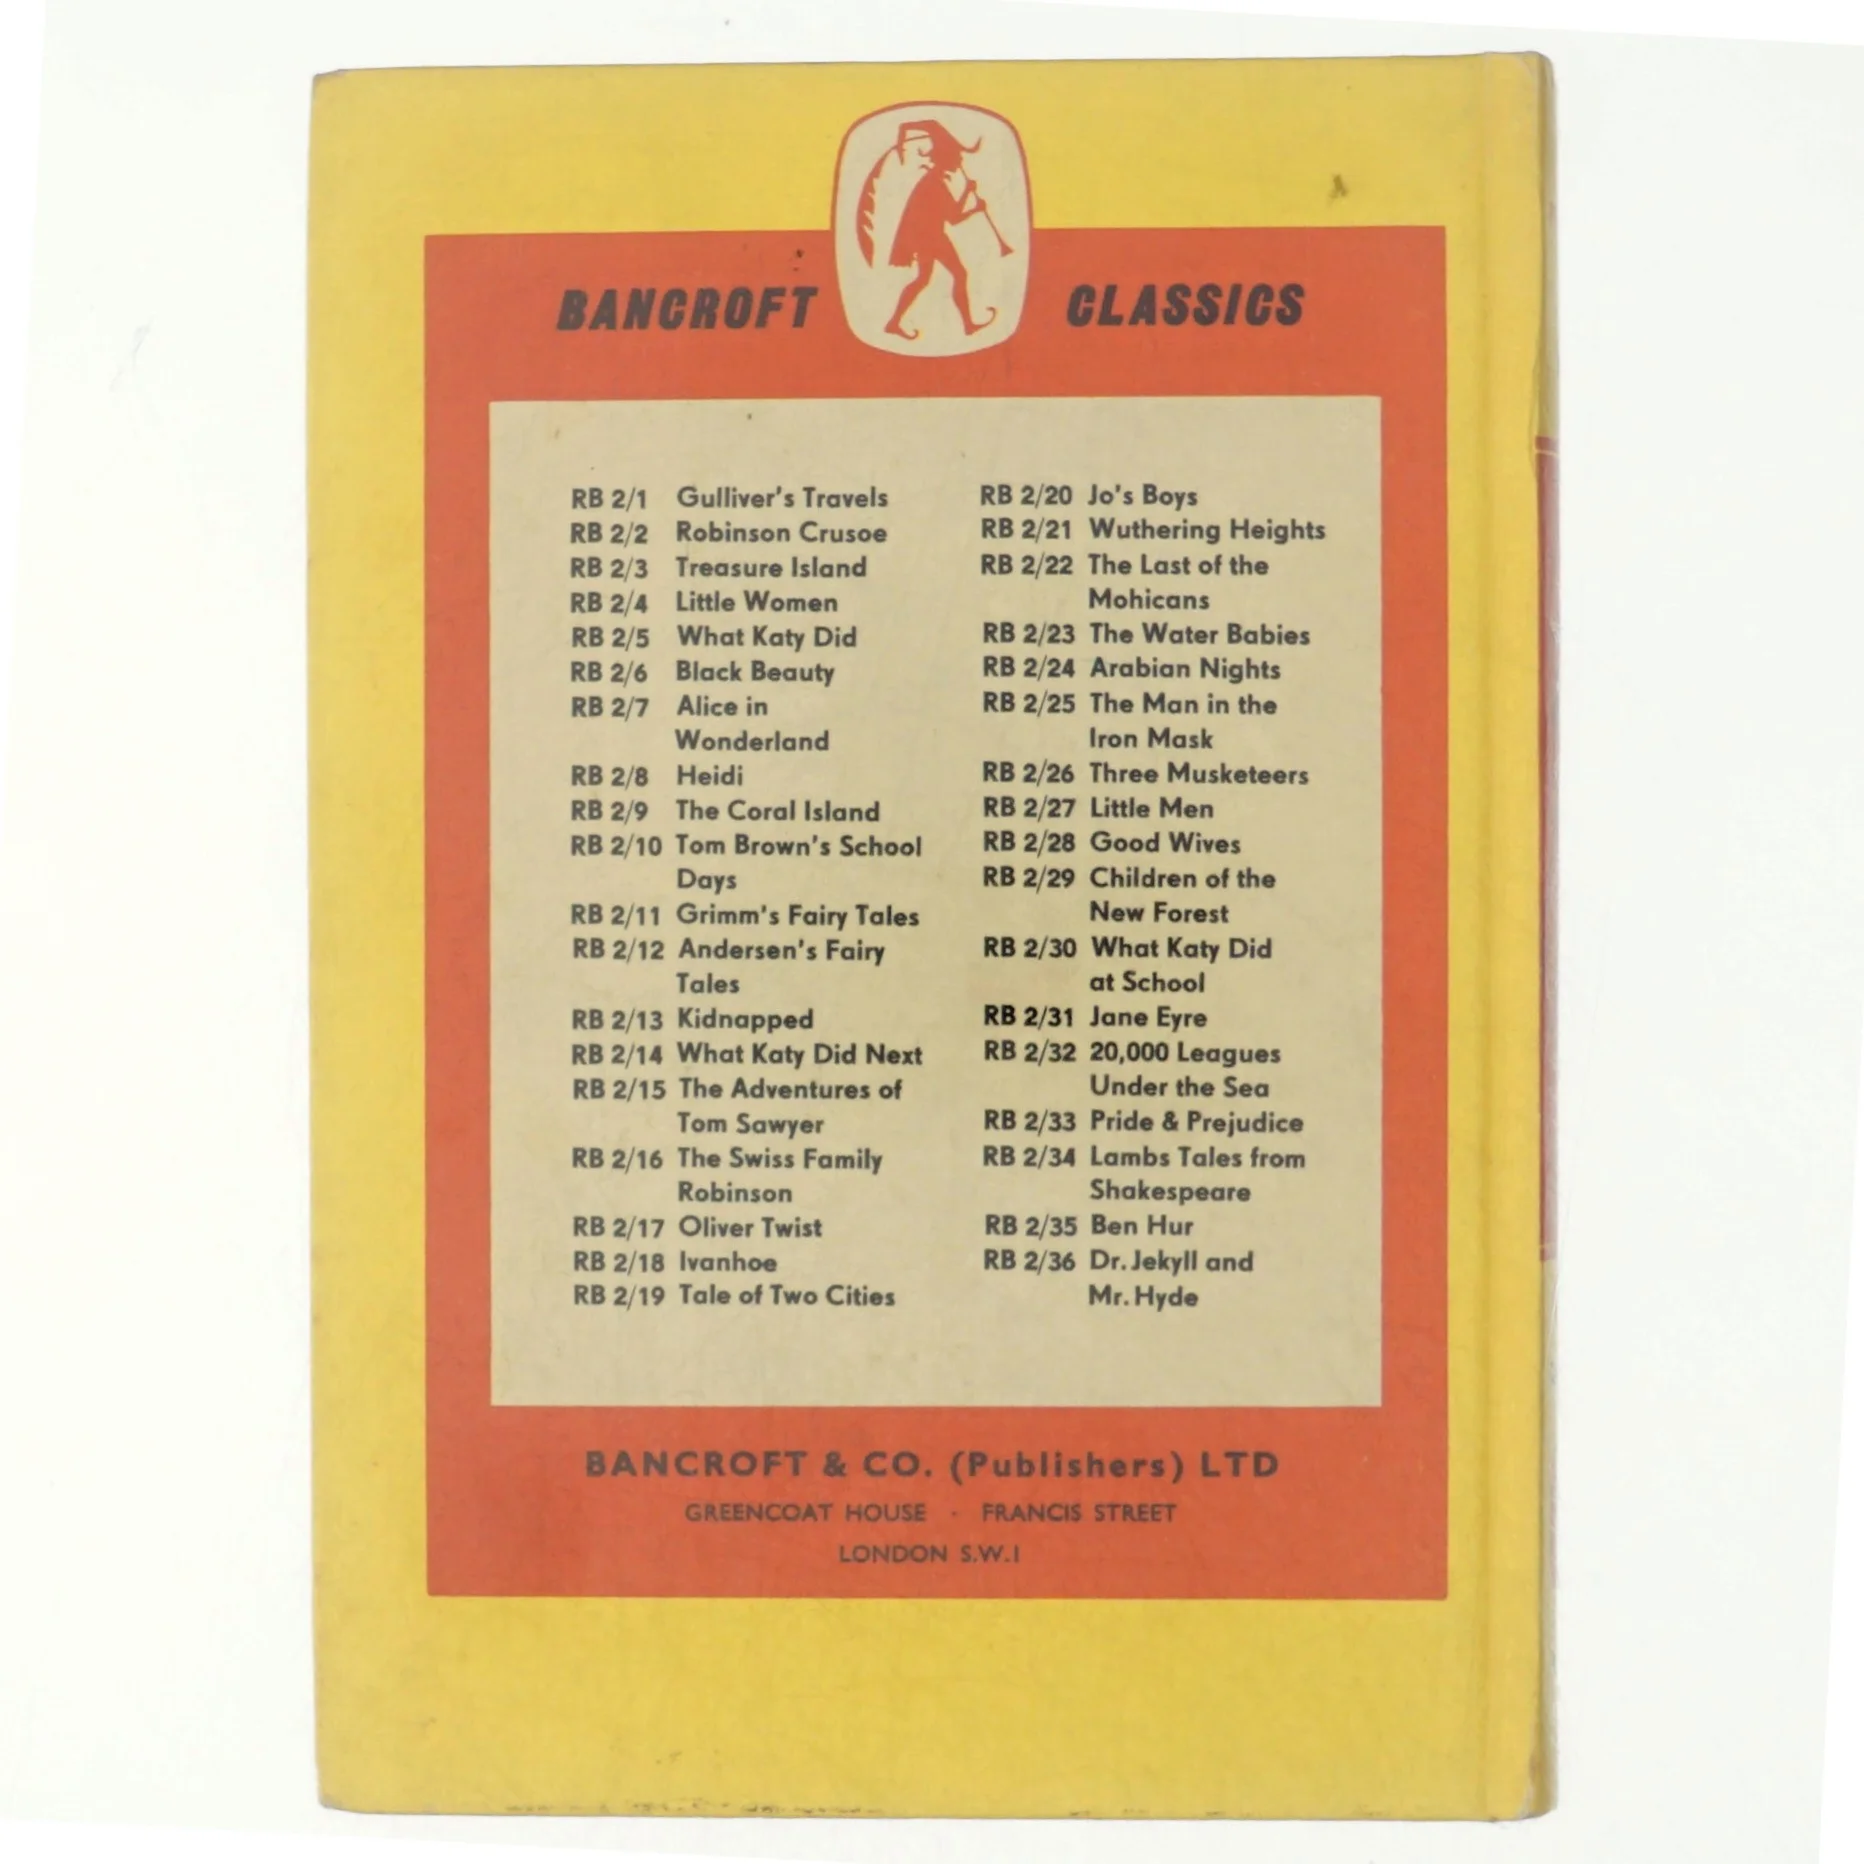 BANCROFT CLASSICS
RB 2/1 Gulliver's Travels
RB 2/2 Robinson Crusoe
RB 2/3 Treasure Island
RB 2/4 Little Women
RB 2/5 What Katy Did
RB 2/6 Black Beauty
RB 2/7 Alice in
Wonderland
RB 2/8 Heidi
RB 2/9 The Coral Island
RB 2/10 Tom Brown's School
Days
RB 2/11 Grimm's Fairy Tales
RB 2/12 Andersen's Fairy
Tales
RB 2/13 Kidnapped
RB 2/14 What Katy Did Next
RB 2/15 The Adventures of
Tom Sawyer
RB 2/16 The Swiss Family
Robinson
RB 2/17 Oliver Twist
RB 2/18 Ivanhoe
RB 2/19 Tale of Two Cities
RB 2/20 Jo's Boys
RB 2/21 Wuthering Heights
RB 2/22 The Last of the
Mohicans
RB 2/23 The Water Babies
RB 2/24 Arabian Nights
RB 2/25 The Man in the
Iron Mask
RB 2/26 Three Musketeers
RB 2/27 Little Men
RB 2/28 Good Wives
RB 2/29 Children of the
New Forest
RB 2/30 What Katy Did
at School
RB 2/31 Jane Eyre
RB 2/32 20,000 Leagues
Under the Sea
RB 2/33 Pride & Prejudice
RB 2/34 Lambs Tales from
Shakespeare
RB 2/35 Ben Hur
RB 2/36 Dr. Jekyll and
Mr. Hyde
BANCROFT & CO. (Publishers) LTD
GREENCOAT HOUSE · FRANCIS STREET
LONDON S.W.1